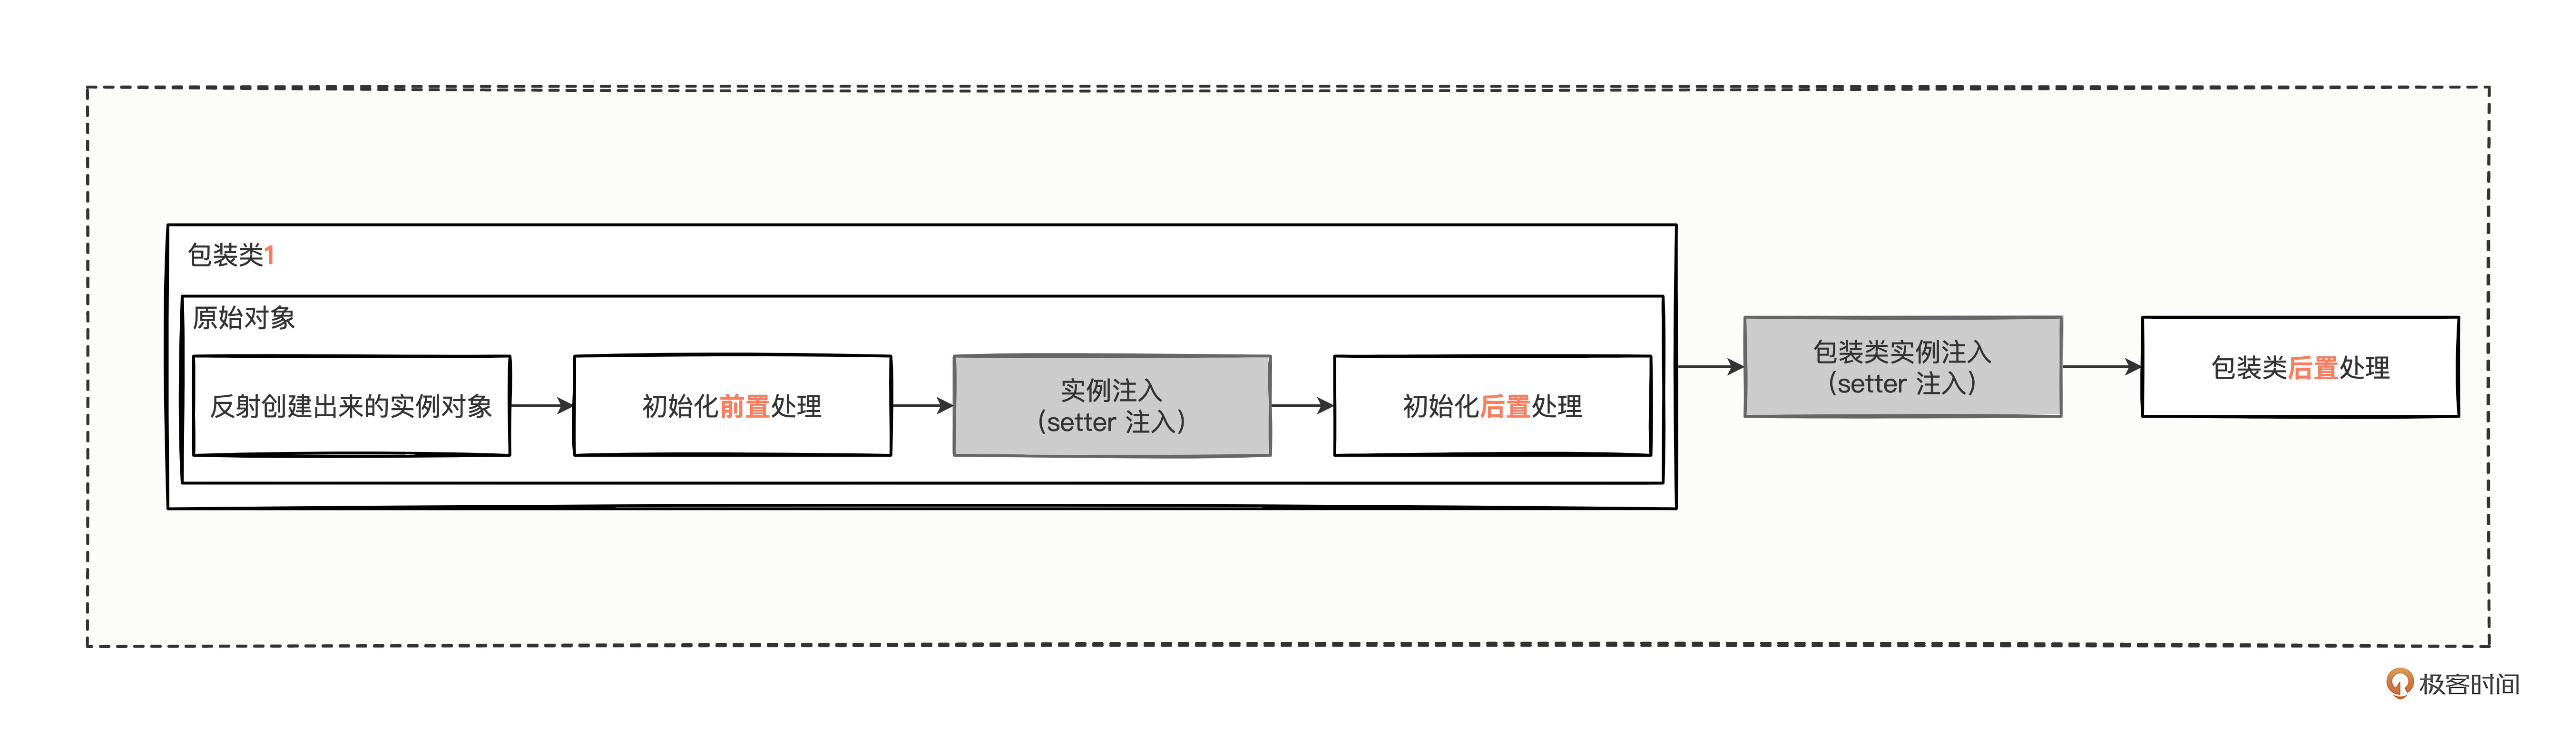 包装类1
原始对象
反射创建出来的实例对象
初始化前置处理
实例注入
(setter 注入)
初始化后置处理
包装类实例注入
(setter 注入)
包装类后置处理
极客时间